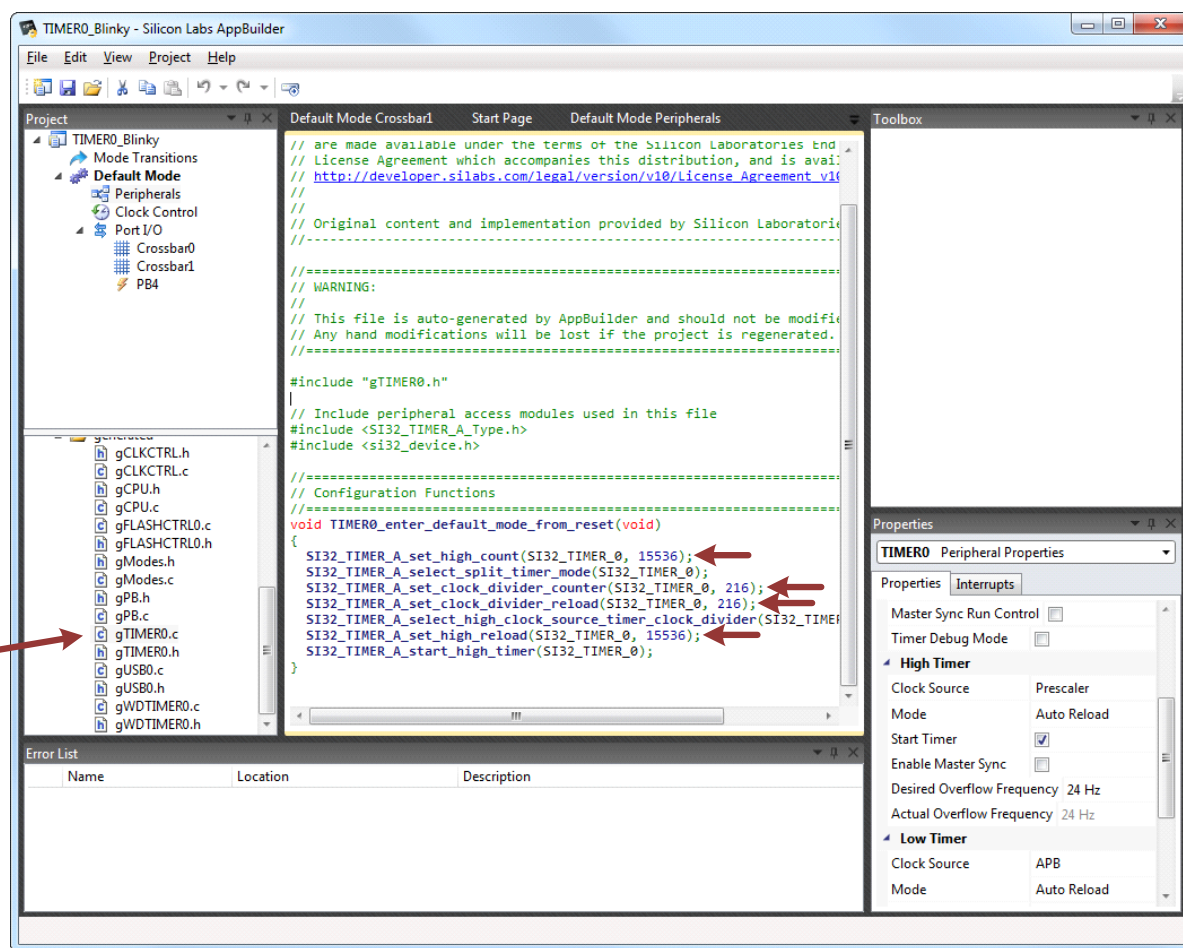 TIMER0_Blinky - Silicon Labs AppBuilder
File Edit View Project Help
Project
TIMER0_Blinky
Mode Transitions
Default Mode
Peripherals
Clock Control
Port I/O
Crossbar0
Crossbar1
PB4
generated
gCLKCTRL.h
gCLKCTRL.c
gCPU.h
gCPU.c
gFLASHCTRL0.c
gFLASHCTRL0.h
gModes.h
gModes.c
gPB.h
gPB.c
gTIMER0.c
gTIMER0.h
gUSB0.c
gUSB0.h
gWDTIMER0.c
gWDTIMER0.h
Default Mode Crossbar1 Start Page Default Mode Peripherals
// are made available under the terms of the Silicon Laboratories End
// License Agreement which accompanies this distribution, and is avai
// http://developer.silabs.com/legal/version/v10/License_Agreement_v10
//
//
// Original content and implementation provided by Silicon Laboratorie
//--------------------------------------------------------------------
//====================================================================
// WARNING:
//
// This file is auto-generated by AppBuilder and should not be modifie
// Any hand modifications will be lost if the project is regenerated.
//====================================================================
#include "gTIMER0.h"
// Include peripheral access modules used in this file
#include <SI32_TIMER_A_Type.h>
#include <si32_device.h>
//====================================================================
// Configuration Functions
//====================================================================
void TIMER0_enter_default_mode_from_reset(void)
{
SI32_TIMER_A_set_high_count(SI32_TIMER_0, 15536);
SI32_TIMER_A_select_split_timer_mode(SI32_TIMER_0);
SI32_TIMER_A_set_clock_divider_counter(SI32_TIMER_0, 216);
SI32_TIMER_A_set_clock_divider_reload(SI32_TIMER_0, 216);
SI32_TIMER_A_select_high_clock_source_timer_clock_divider(SI32_TIMER
SI32_TIMER_A_set_high_reload(SI32_TIMER_0, 15536);
SI32_TIMER_A_start_high_timer(SI32_TIMER_0);
}
Toolbox
Properties
TIMER0 Peripheral Properties
Properties Interrupts
Master Sync Run Control
Timer Debug Mode
High Timer
Clock Source Prescaler
Mode Auto Reload
Start Timer
Enable Master Sync
Desired Overflow Frequency 24 Hz
Actual Overflow Frequency 24 Hz
Low Timer
Clock Source APB
Mode Auto Reload
Error List
Name Location Description